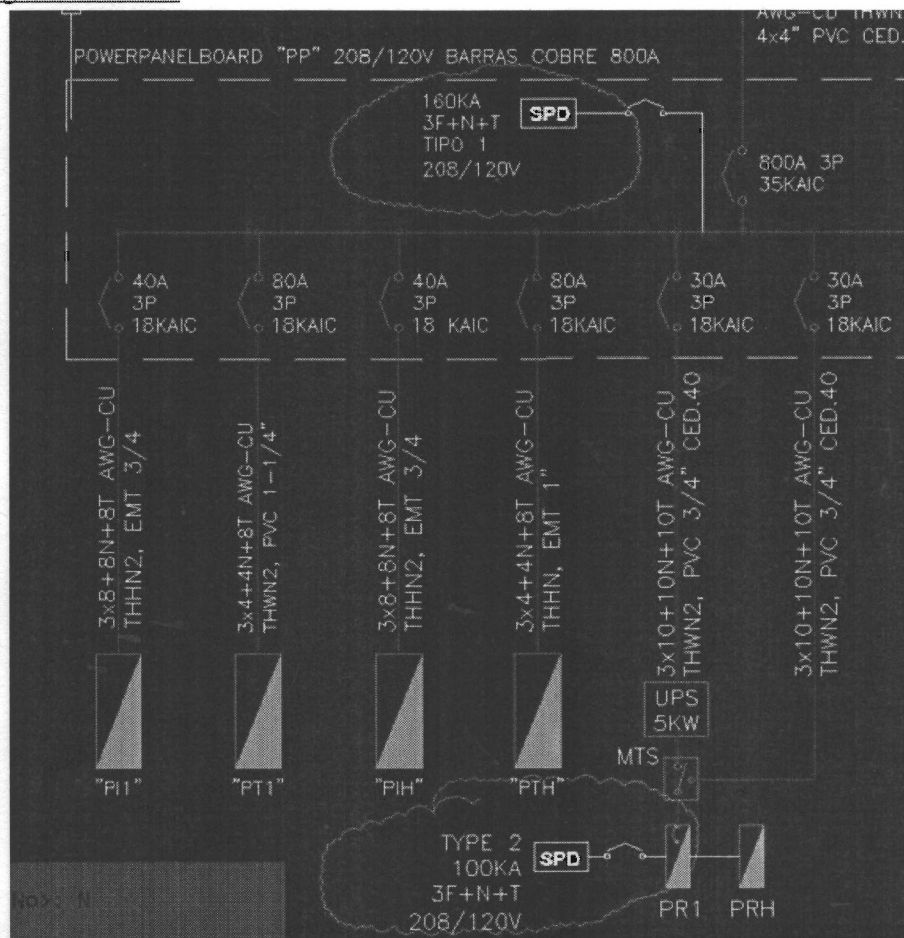 AWG-CU THWN
4x4" PVC CED.
POWERPANELBOARD "PP" 208/120V BARRAS COBRE 800A
160KA
3F+N+T
TIPO 1
208/120V
SPD
800A 3P
35KAIC
40A
3P
18KAIC
80A
3P
18KAIC
40A
3P
18 KAIC
80A
3P
18KAIC
30A
3P
18KAIC
30A
3P
18KAIC
3x8+8N+8T AWG-CU
THHN2, EMT 3/4
3x4+4N+8T AWG-CU
THWN2, PVC 1-1/4"
3x8+8N+8T AWG-CU
THHN2, EMT 3/4
3x4+4N+8T AWG-CU
THHN, EMT 1"
3x10+10N+10T AWG-CU
THWN2, PVC 3/4" CED.40
3x10+10N+10T AWG-CU
THWN2, PVC 3/4" CED.40
UPS
5KW
MTS
"PI1"
"PT1"
"PIH"
"PTH"
TYPE 2
100KA
3F+N+T
208/120V
SPD
PR1
PRH